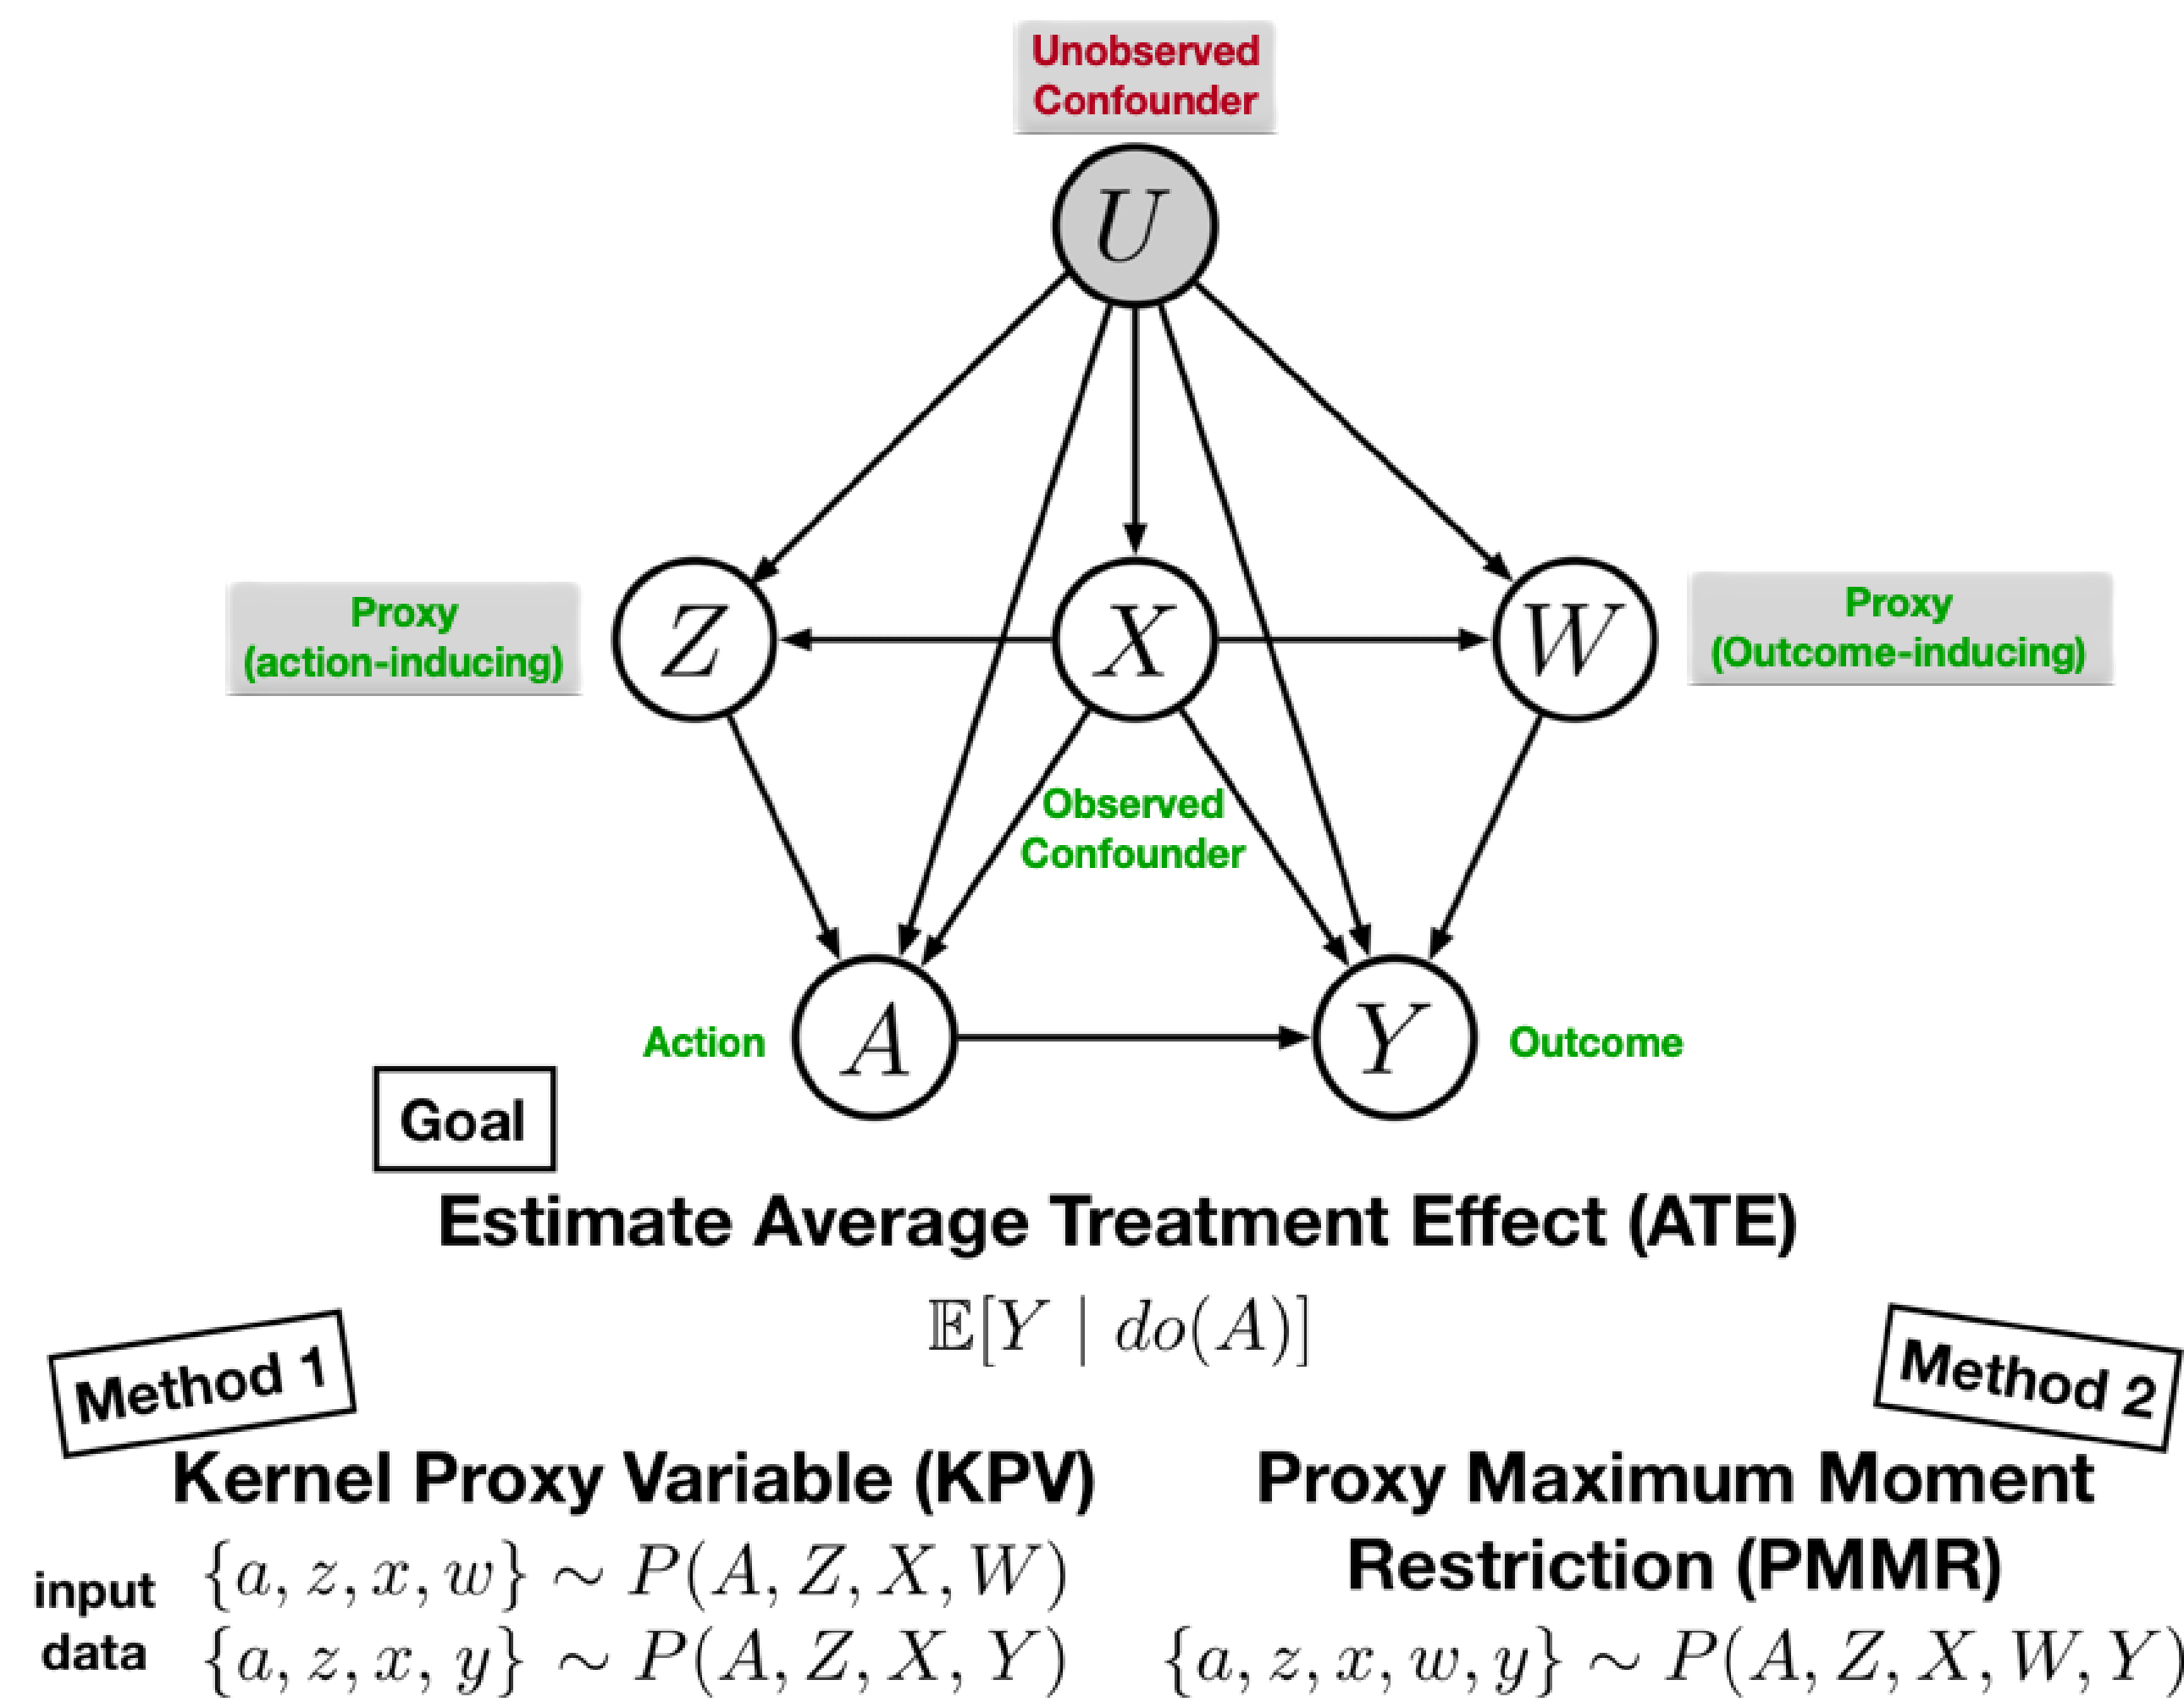 Unobserved
Confounder
U
Proxy
(action-inducing)
Z
X
W
Proxy
(Outcome-inducing)
Observed
Confounder
Action
A
Y
Outcome
Goal
Estimate Average Treatment Effect (ATE)
𝔼[Y | do(A)]
Method 1
Kernel Proxy Variable (KPV)
input
data
{a, z, x, w} ∼ P(A, Z, X, W)
{a, z, x, y} ∼ P(A, Z, X, Y)
Method 2
Proxy Maximum Moment
Restriction (PMMR)
{a, z, x, w, y} ∼ P(A, Z, X, W, Y)